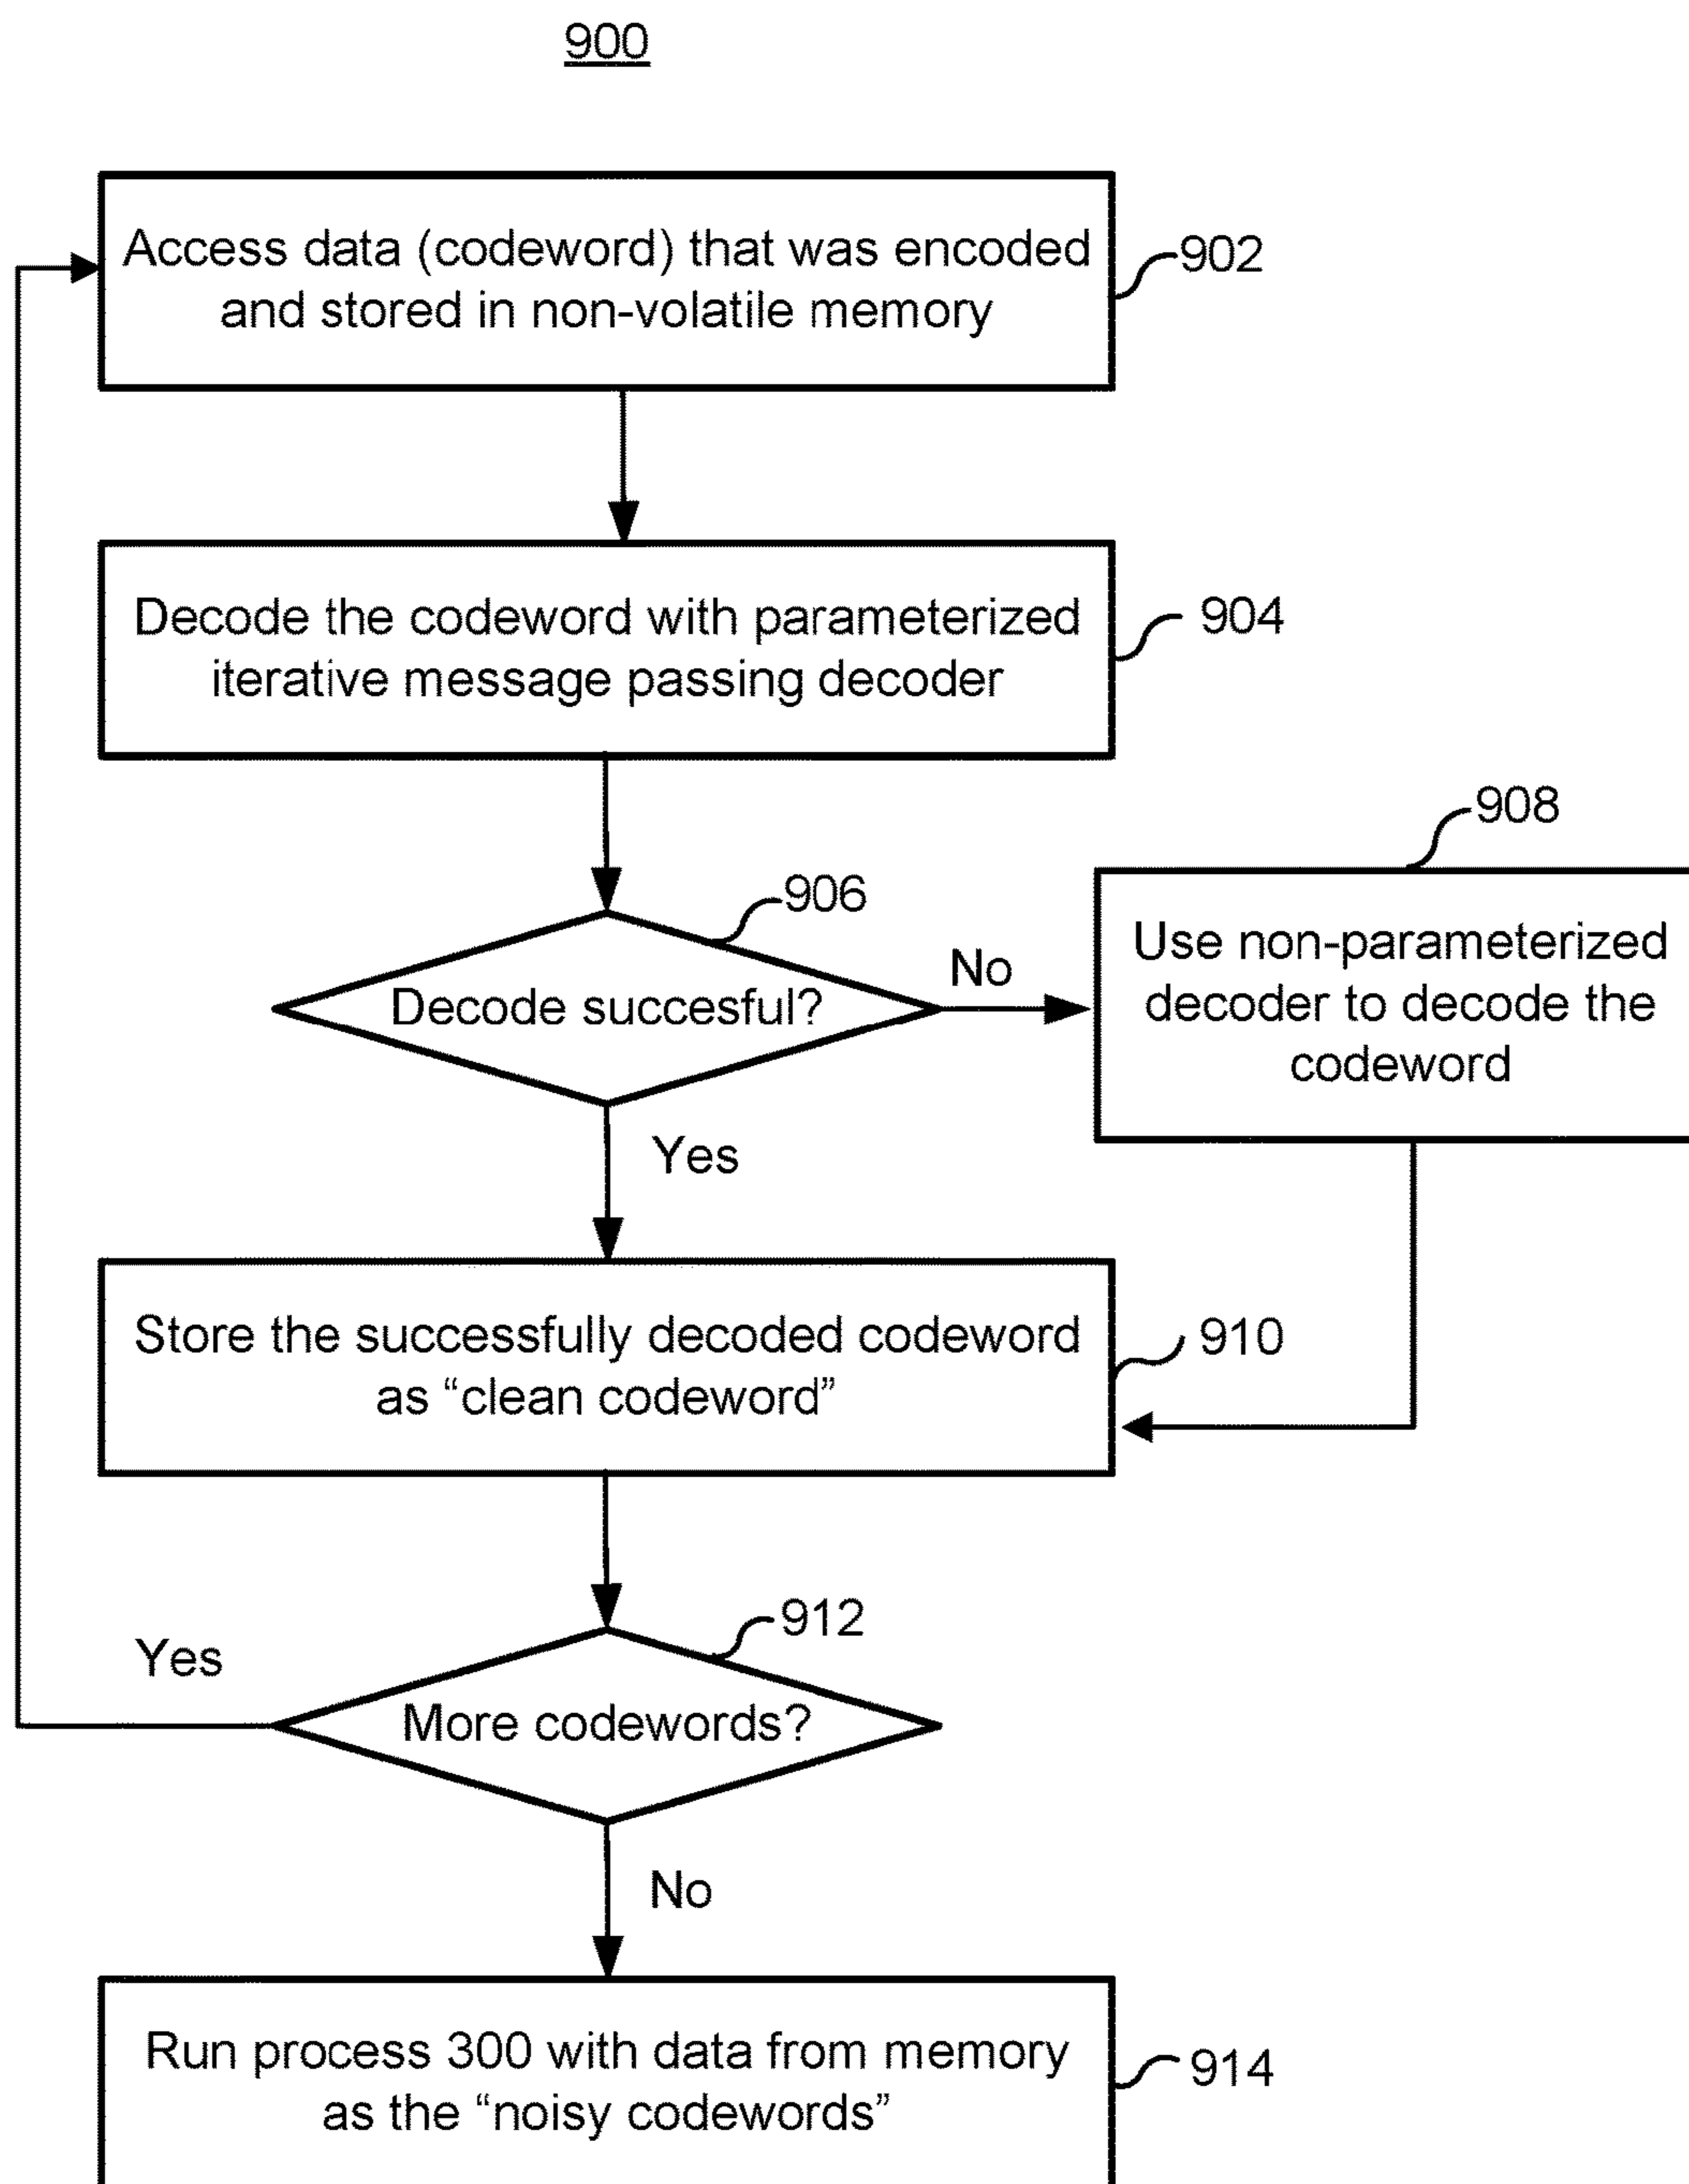 900
Access data (codeword) that was encoded
and stored in non-volatile memory
902
Decode the codeword with parameterized
iterative message passing decoder
904
906
Decode succesful?
No
908
Use non-parameterized
decoder to decode the
codeword
Yes
Store the successfully decoded codeword
as “clean codeword”
910
912
More codewords?
Yes
No
Run process 300 with data from memory
as the “noisy codewords”
914